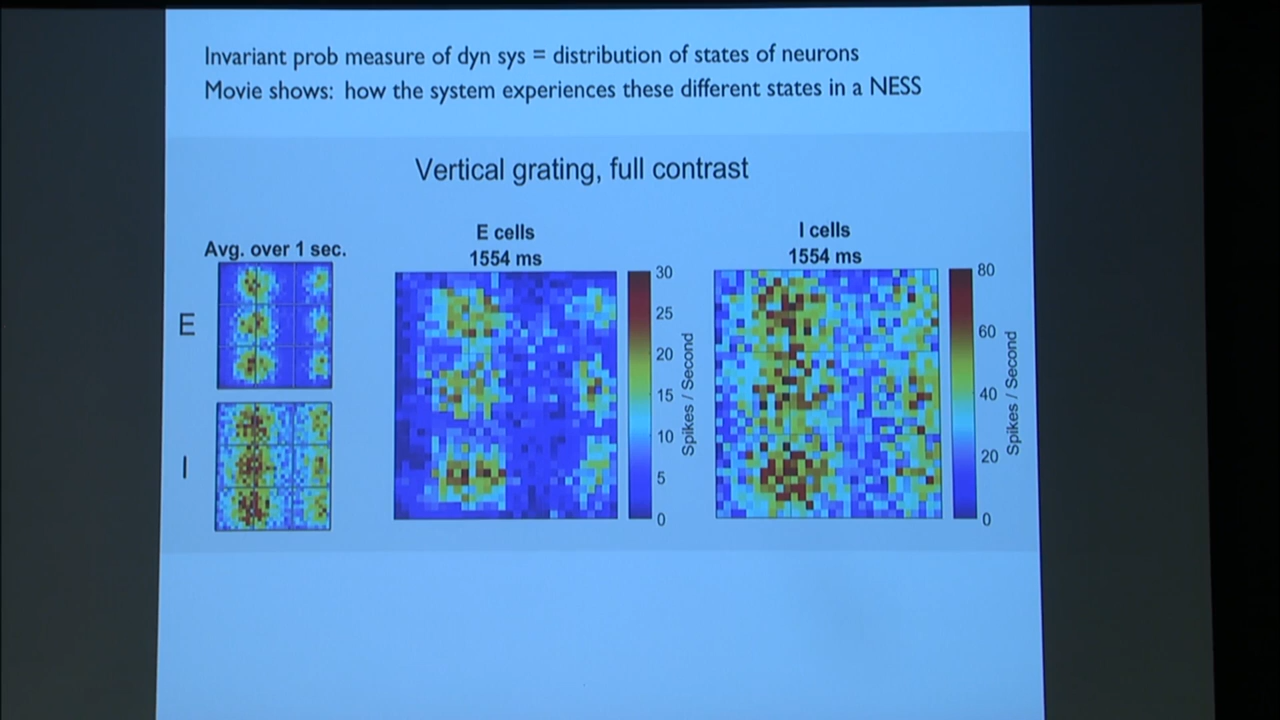 Invariant prob measure of dyn sys = distribution of states of neurons
Movie shows: how the system experiences these different states in a NESS
Vertical grating, full contrast
Avg. over 1 sec.
E
I
E cells
1554 ms
30
25
20
15
10
5
0
Spikes / Second
I cells
1554 ms
80
60
40
20
0
Spikes / Second